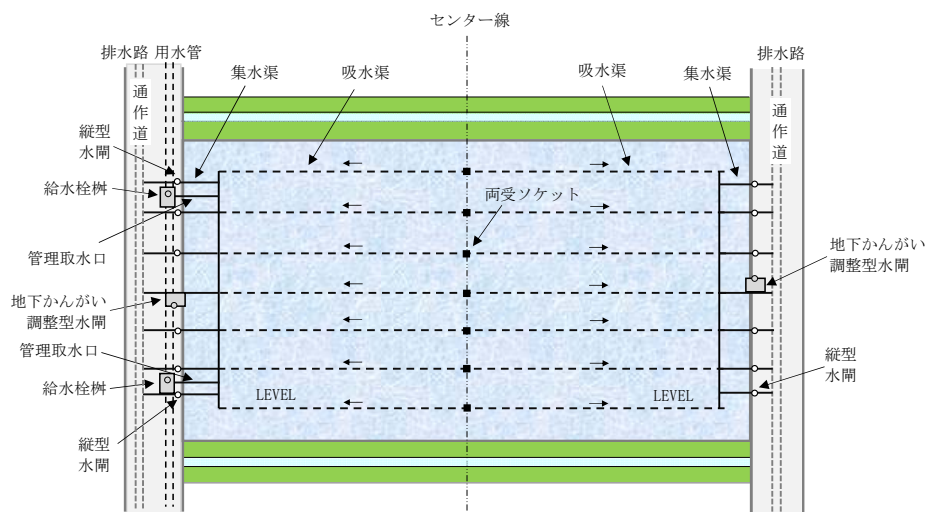 センター線
排水路 用水管
排水路
集水渠
吸水渠
吸水渠
集水渠
通作道
通作道
縦型
水閘
給水栓桝
両受ソケット
管理取水口
地下かんがい
調整型水閘
地下かんがい
調整型水閘
管理取水口
給水栓桝
縦型
水閘
LEVEL
LEVEL
縦型
水閘